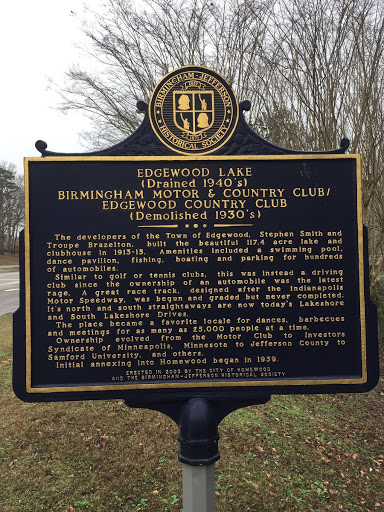 BIRMINGHAM-JEFFERSON
HISTORICAL SOCIETY
EDGEWOOD LAKE
(Drained 1940's)
BIRMINGHAM MOTOR & COUNTRY CLUB/
EDGEWOOD COUNTRY CLUB
(Demolished 1930's)
The developers of the Town of Edgewood, Stephen Smith and
Troupe Brazelton, built the beautiful 117.4 acre lake and
clubhouse in 1913-15. Amenities included a swimming pool,
dance pavillion, fishing, boating and parking for hundreds
of automobiles.
Similar to golf or tennis clubs, this was instead a driving
club since the ownership of an automobile was the latest
rage. A great race track, designed after the Indianapolis
Motor Speedway, was begun and graded but never completed.
It's north and south straightaways are now today's Lakeshore
and South Lakeshore Drives.
The place became a favorite locale for dances, barbecues
and meetings for as many as 25,000 people at a time.
Ownership evolved from the Motor Club to Investors
Syndicate of Minneapolis, Minnesota to Jefferson County to
Samford University, and others.
Initial annexing into Homewood began in 1959.
ERECTED IN 2003 BY THE CITY OF HOMEWOOD
AND THE BIRMINGHAM-JEFFERSON HISTORICAL SOCIETY